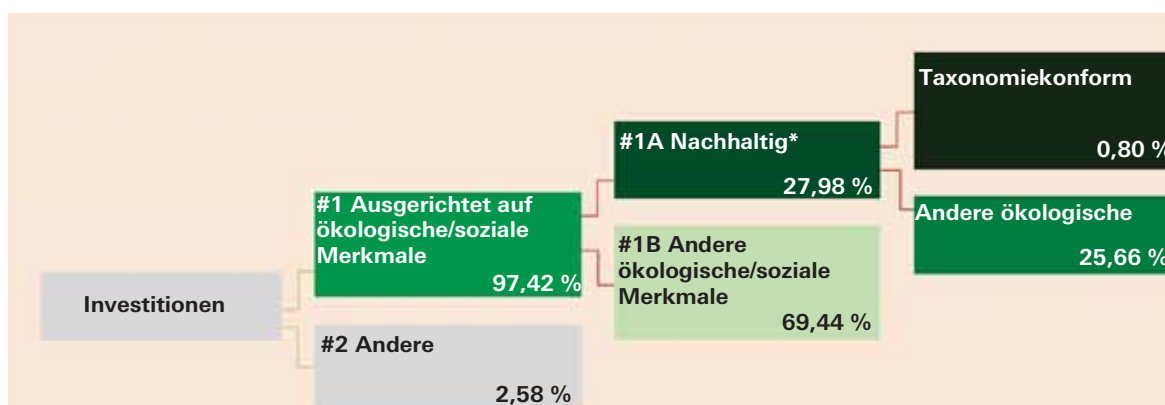 Investitionen
#1 Ausgerichtet auf
ökologische/soziale
Merkmale
97,42 %
#2 Andere
2,58 %
#1A Nachhaltig*
27,98 %
#1B Andere
ökologische/soziale
Merkmale
69,44 %
Taxonomiekonform
0,80 %
Andere ökologische
25,66 %